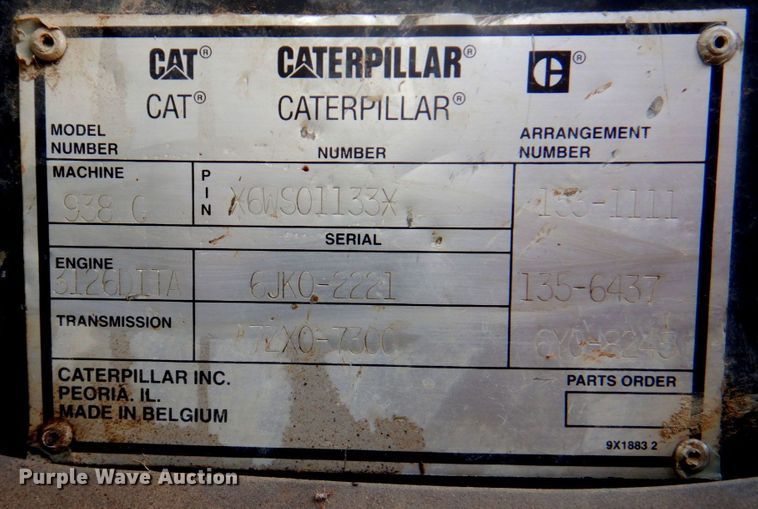 CAT® CATERPILLAR® C®
CAT® CATERPILLAR®
MODEL NUMBER NUMBER ARRANGEMENT NUMBER
MACHINE
938 G PIN X6WS01133X 153-1111
SERIAL
ENGINE
3126DITA 6JK0-2221 135-6437
TRANSMISSION
CATERPILLAR INC. PARTS ORDER
PEORIA. IL.
MADE IN BELGIUM
9X1883 2
Purple Wave Auction